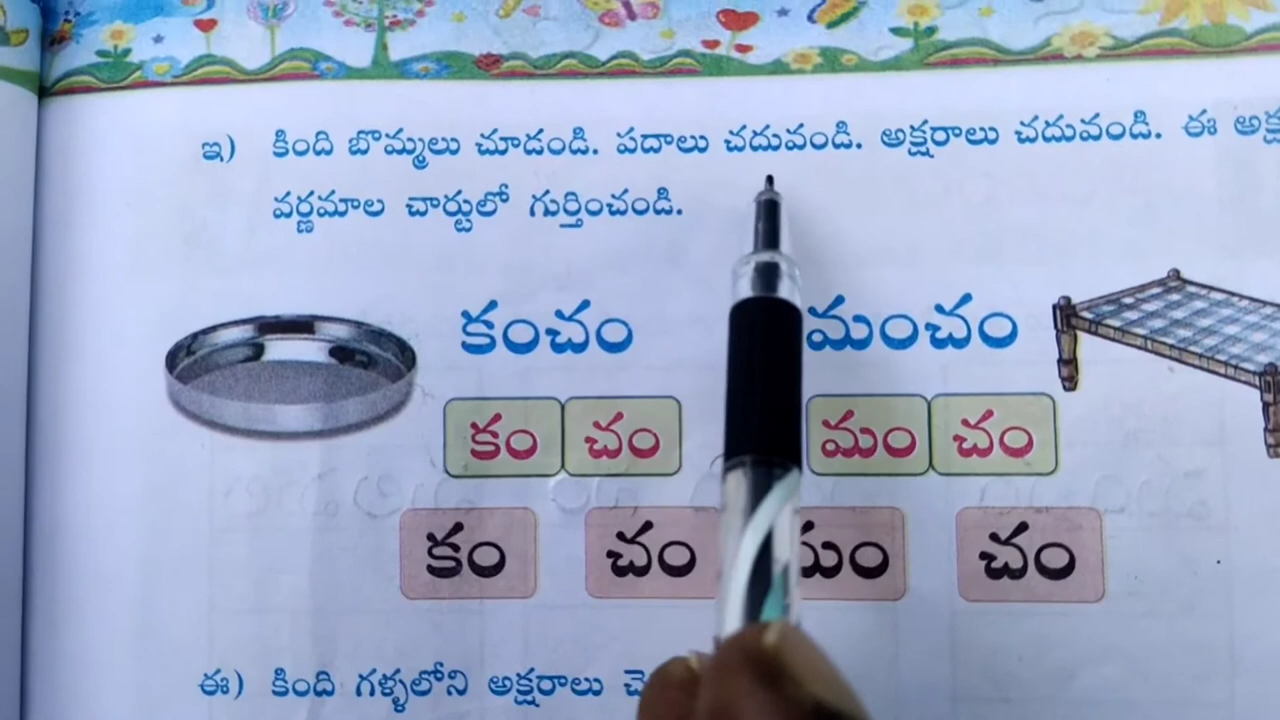 ఇ) కింది బొమ్మలు చూడండి. పదాలు చదువండి. అక్షరాలు చదువండి. ఈ
వర్ణమాల చార్టులో గుర్తించండి.
కంచం మంచం
కం చం మం చం
కం చం మం చం
ఈ) కింది గళ్ళలోని అక్షరాలు